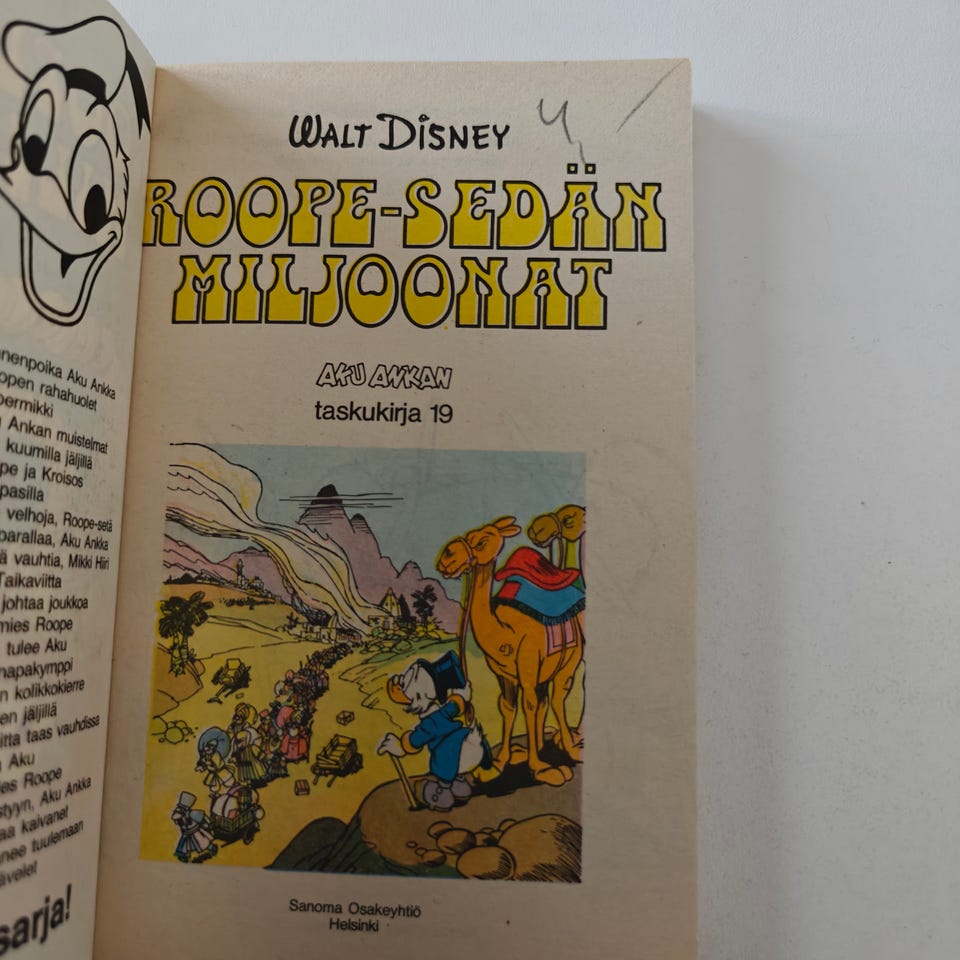 nenpoika Aku Ankka
open rahahuolet
permikki
Ankan muistelmat
kuumilla jäljillä
pe ja Kroisos
pasilla
velhoja, Roope-setä
parallaa, Aku Ankka
ä vauhtia, Mikki Hiiri
Taikaviitta
johtaa joukkoa
mies Roope
tulee Aku
napakymppi
n kolikkokierre
en jäljillä
itta taas vauhdissa
Aku
ies Roope
styyn, Aku Ankka
aa kaivanet
nee tuulemaan
ävelet
sarja!
WALT DISNEY
ROOPE-SEDÄN
MILJOONAT
AKU ANKAN
taskukirja 19
Sanoma Osakeyhtiö
Helsinki